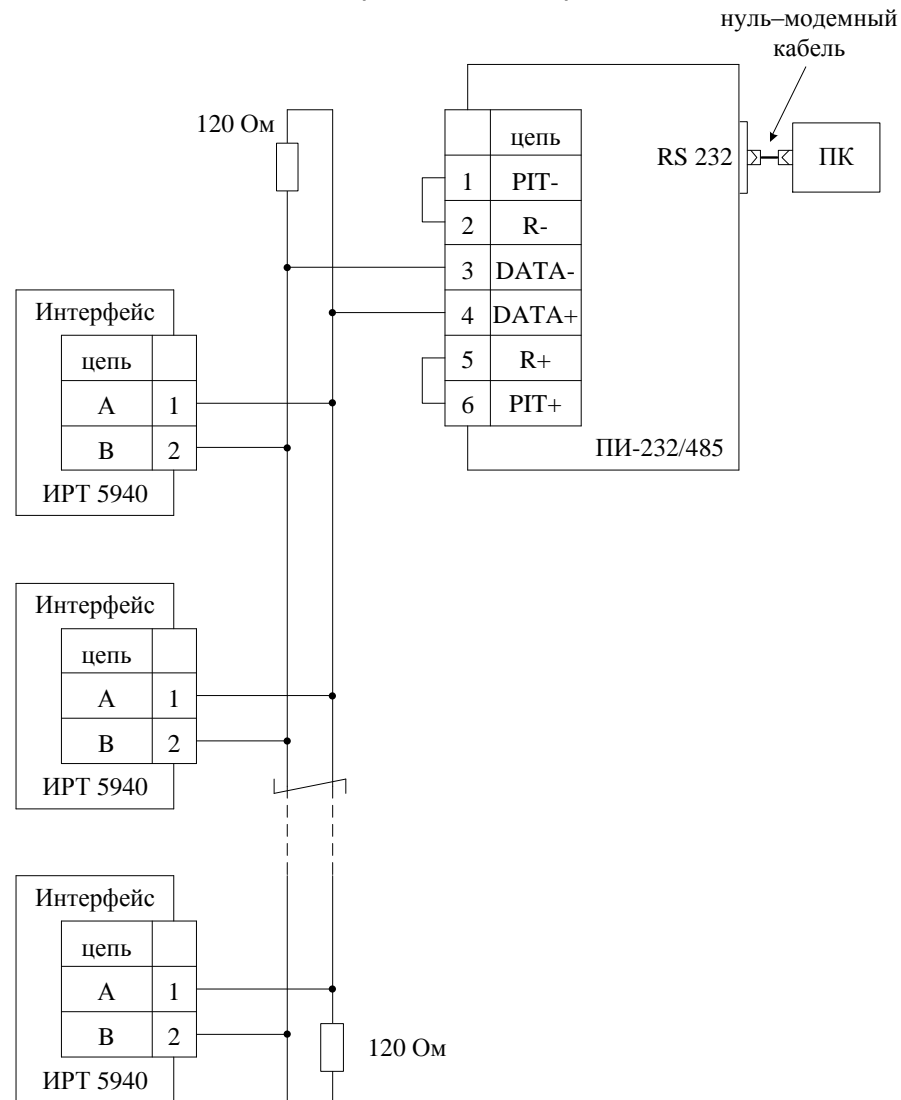 нуль–модемный
кабель
120 Ом
цепь
RS 232
ПК
1 PIT-
2 R-
3 DATA-
4 DATA+
5 R+
6 PIT+
ПИ-232/485
Интерфейс
цепь
А 1
В 2
ИРТ 5940
Интерфейс
цепь
А 1
В 2
ИРТ 5940
Интерфейс
цепь
А 1
В 2
120 Ом
ИРТ 5940